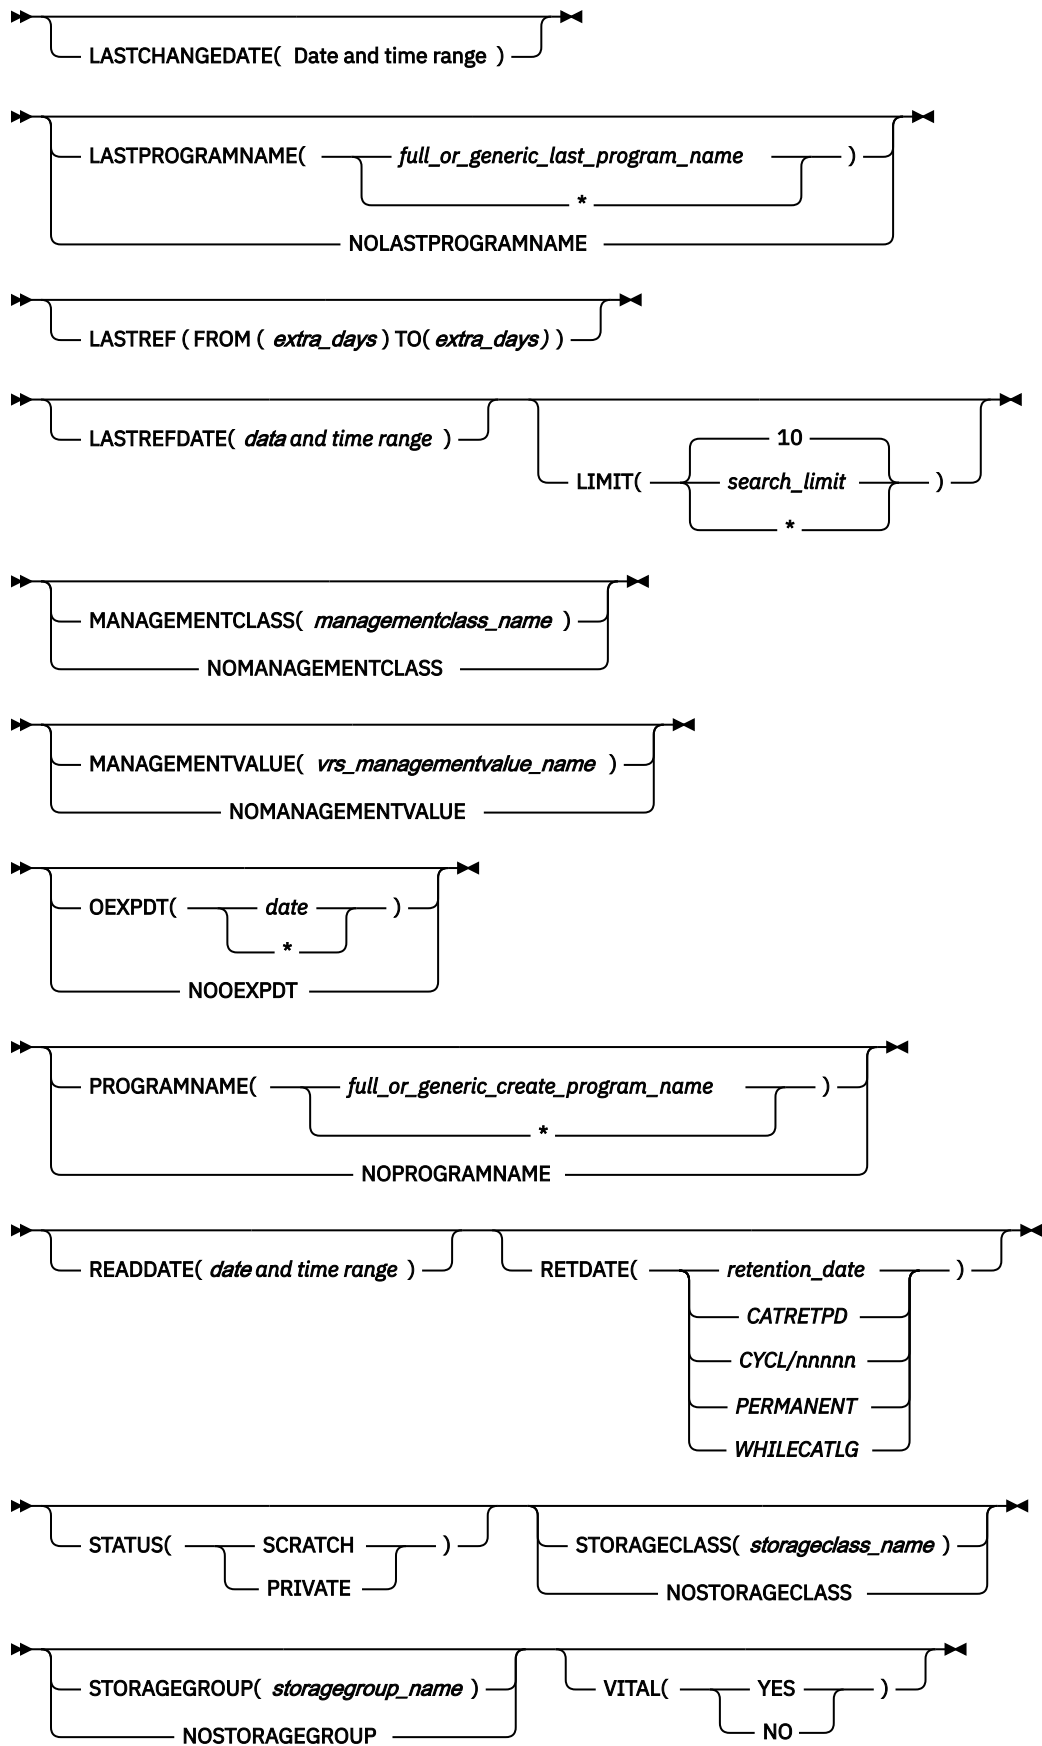 LASTCHANGEDATE( Date and time range )
LASTPROGRAMNAME( full_or_generic_last_program_name )
*
NOLASTPROGRAMNAME
LASTREF ( FROM ( extra_days ) TO( extra_days ) )
LASTREFDATE( data and time range )
10
LIMIT( search_limit )
*
MANAGEMENTCLASS( managementclass_name )
NOMANAGEMENTCLASS
MANAGEMENTVALUE( vrs_managementvalue_name )
NOMANAGEMENTVALUE
OEXPDT( date )
*
NOOEXPDT
PROGRAMNAME( full_or_generic_create_program_name )
*
NOPROGRAMNAME
READDATE( date and time range )
RETDATE( retention_date )
CATRETPD
CYCL/nnnnn
PERMANENT
WHILECATLG
STATUS( SCRATCH )
PRIVATE
STORAGECLASS( storageclass_name )
NOSTORAGECLASS
STORAGEGROUP( storagegroup_name )
NOSTORAGEGROUP
VITAL( YES )
NO